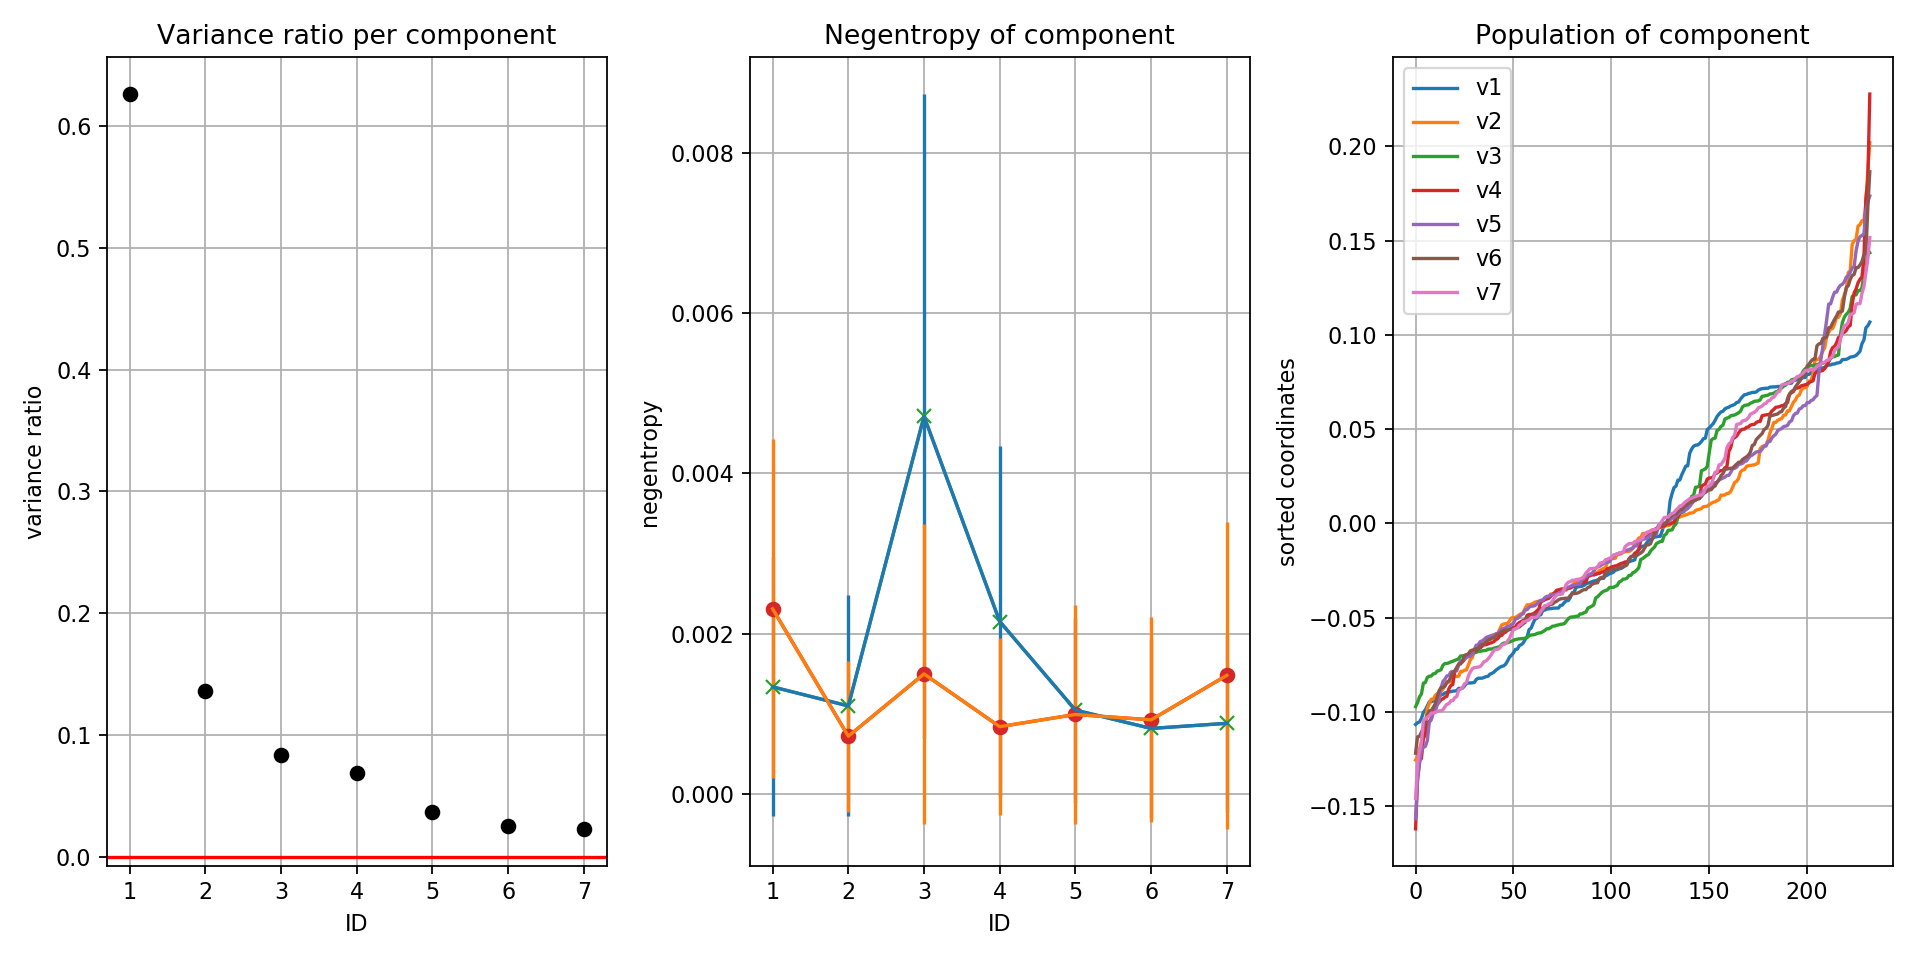 Variance ratio per component
variance ratio
0.6
0.5
0.4
0.3
0.2
0.1
0.0
1 2 3 4 5 6 7
ID
Negentropy of component
negentropy
0.008
0.006
0.004
0.002
0.000
1 2 3 4 5 6 7
ID
Population of component
sorted coordinates
0.20
0.15
0.10
0.05
0.00
−0.05
−0.10
−0.15
0 50 100 150 200
v1
v2
v3
v4
v5
v6
v7